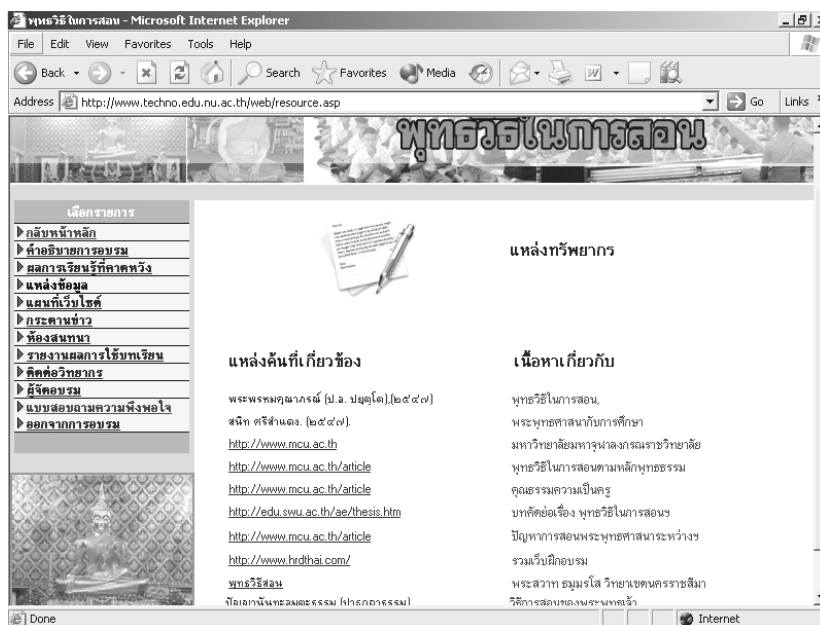 พุทธวิธีในการสอน - Microsoft Internet Explorer
File Edit View Favorites Tools Help
Back Search Favorites Media
Address http://www.techno.edu.nu.ac.th/web/resource.asp Go Links
พุทธวิธีในการสอน
เลือกรายการ
กลับหน้าหลัก
คำอธิบายการอบรม
ผลการเรียนรู้ที่คาดหวัง
แหล่งข้อมูล
แผนที่เว็บไซต์
กระดานข่าว
ห้องสนทนา
รายงานผลการใช้บทเรียน
ติดต่อวิทยากร
ผู้จัดอบรม
แบบสอบถามความพึงพอใจ
ออกจากการอบรม
แหล่งทรัพยากร
แหล่งค้นที่เกี่ยวข้อง เนื้อหาเกี่ยวกับ
พระพรหมคุณาภรณ์ (ป.อ. ปยุตฺโต),(๒๕๔๗) พุทธวิธีในการสอน,
สนิท ศรีสำแดง. (๒๕๔๗). พระพุทธศาสนากับการศึกษา
http://www.mcu.ac.th มหาวิทยาลัยมหาจุฬาลงกรณราชวิทยาลัย
http://www.mcu.ac.th/article พุทธวิธีในการสอนตามหลักพุทธธรรม
http://www.mcu.ac.th/article คุณธรรมความเป็นครู
http://edu.swu.ac.th/ae/thesis.htm บทคัดย่อเรื่อง พุทธวิธีในการสอนฯ
http://www.mcu.ac.th/article ปัญหาการสอนพระพุทธศาสนาระหว่างฯ
http://www.hrdthai.com/ รวมเว็บฝึกอบรม
พุทธวิธีสอน พระสวาท ธมฺมรโส วิทยาเขตนครราชสีมา
ปัญญานันทะอมตะธรรม (ปาฐกถาธรรม) วิธีการสอนของพระพุทธเจ้า
Done Internet